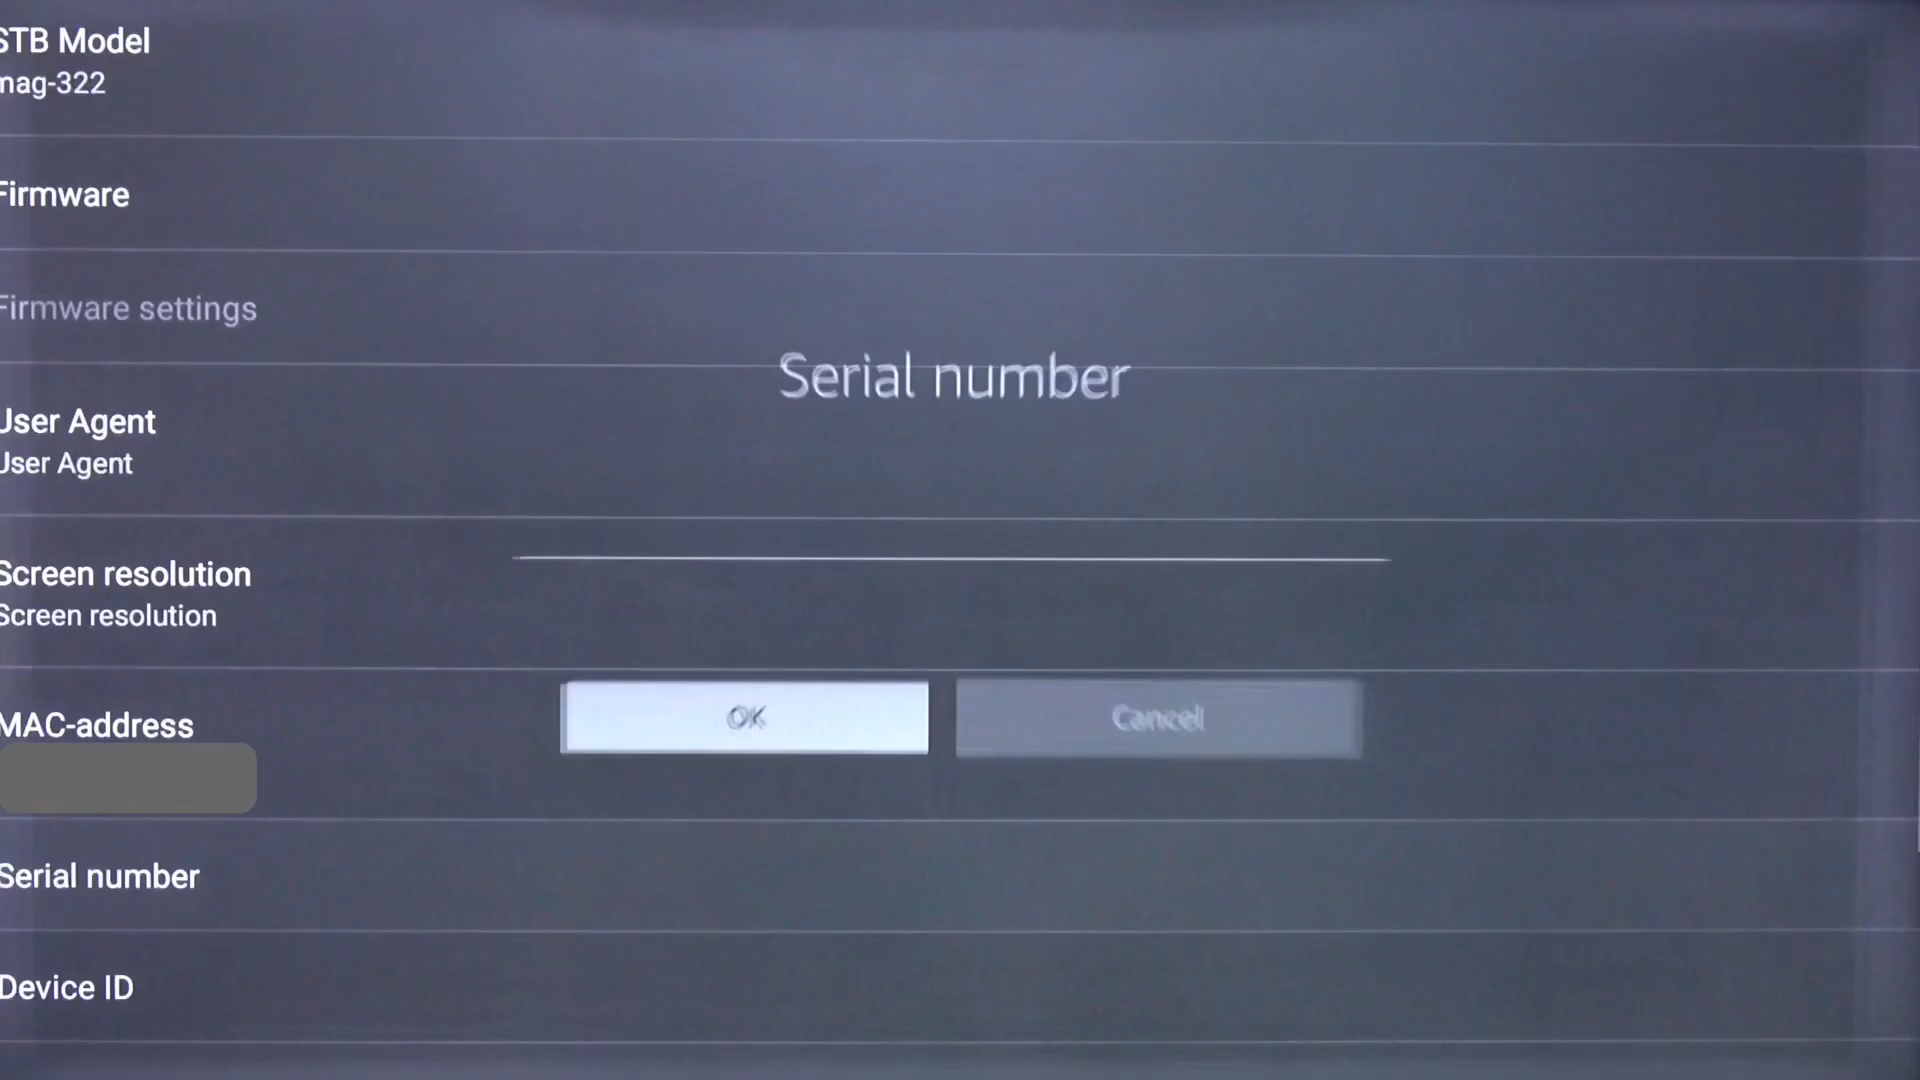 STB Model
mag-322
Firmware
Firmware settings
Serial number
User Agent
User Agent
Screen resolution
Screen resolution
OK
Cancel
MAC-address
Serial number
Device ID